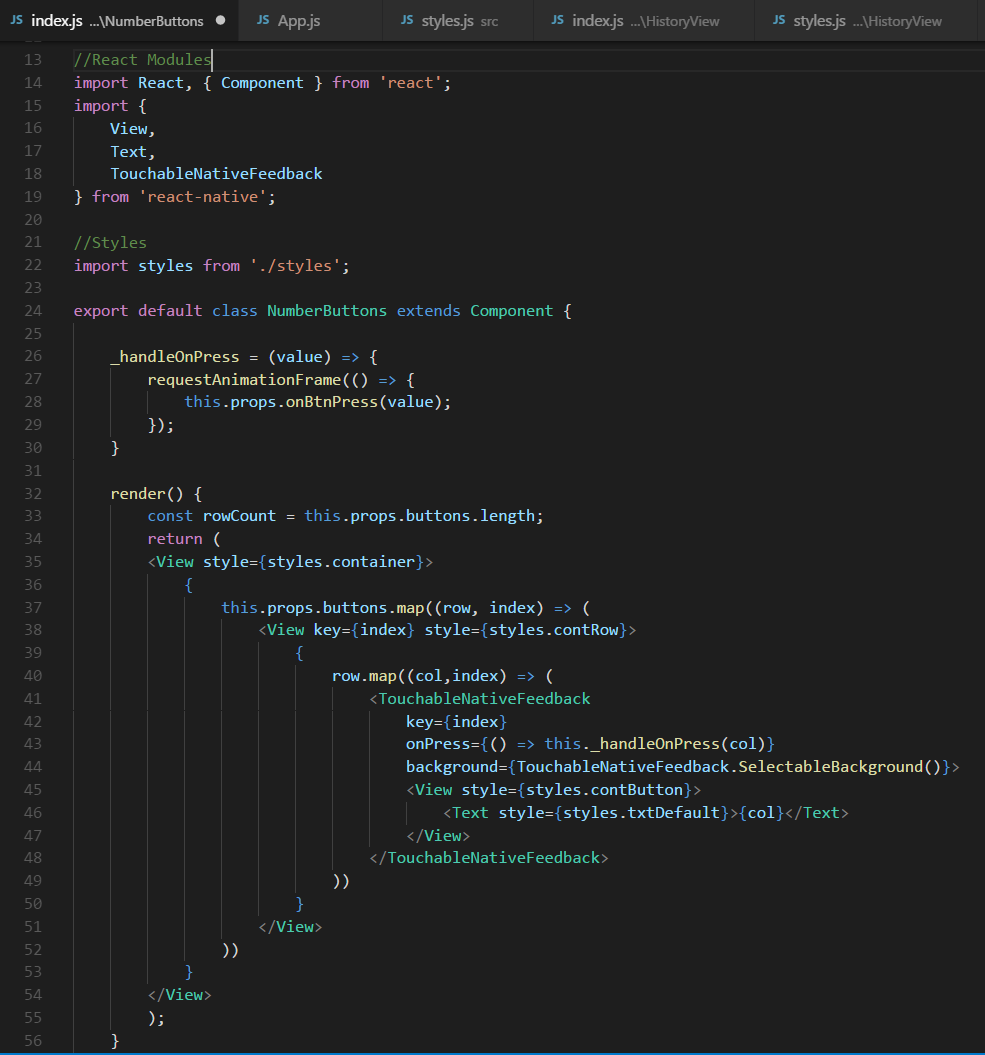 JS index.js ...\NumberButtons ● JS App.js JS styles.js src JS index.js ...\HistoryView JS styles.js ...\HistoryView
13 //React Modules
14 import React, { Component } from 'react';
15 import {
16     View,
17     Text,
18     TouchableNativeFeedback
19 } from 'react-native';
20
21 //Styles
22 import styles from './styles';
23
24 export default class NumberButtons extends Component {
25
26     _handleOnPress = (value) => {
27         requestAnimationFrame(() => {
28             this.props.onBtnPress(value);
29         });
30     }
31
32     render() {
33         const rowCount = this.props.buttons.length;
34         return (
35         <View style={styles.container}>
36             {
37                 this.props.buttons.map((row, index) => (
38                     <View key={index} style={styles.contRow}>
39                         {
40                             row.map((col,index) => (
41                                 <TouchableNativeFeedback
42                                     key={index}
43                                     onPress={() => this._handleOnPress(col)}
44                                     background={TouchableNativeFeedback.SelectableBackground()}>
45                                     <View style={styles.contButton}>
46                                         <Text style={styles.txtDefault}>{col}</Text>
47                                     </View>
48                                 </TouchableNativeFeedback>
49                             ))
50                         }
51                     </View>
52                 ))
53             }
54         </View>
55         );
56     }